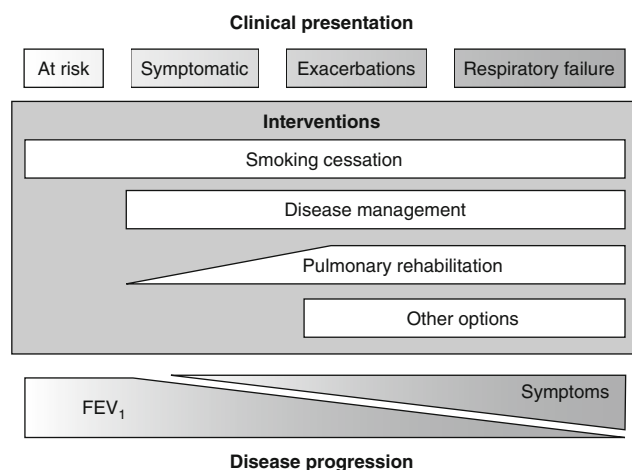 Clinical presentation
At risk
Symptomatic
Exacerbations
Respiratory failure
Interventions
Smoking cessation
Disease management
Pulmonary rehabilitation
Other options
Symptoms
FEV₁
Disease progression